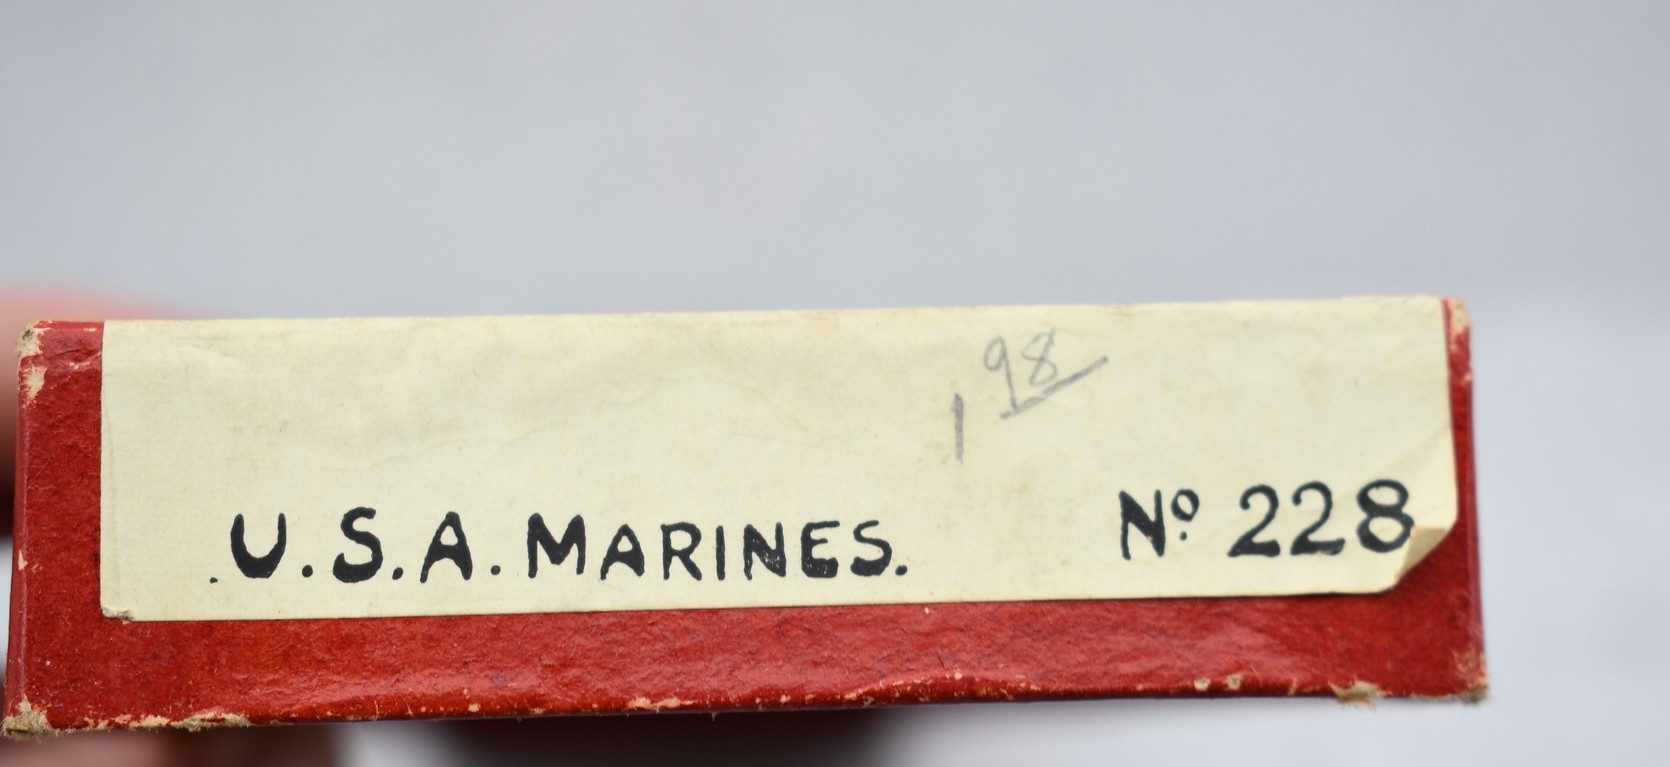 1 98
U.S.A. MARINES. Nº 228